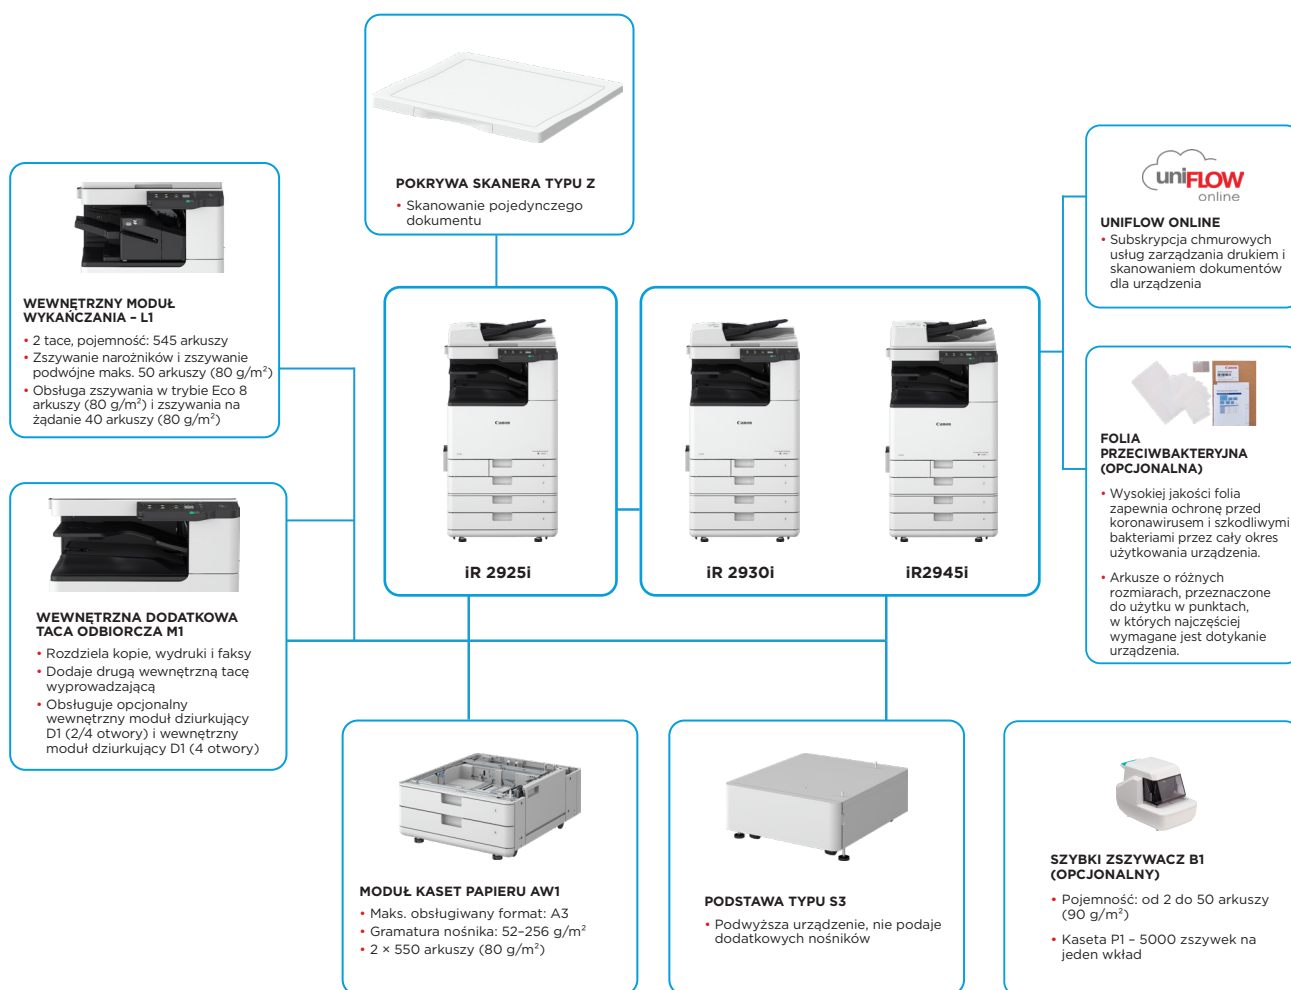 POKRYWA SKANERA TYPU Z
• Skanowanie pojedynczego
dokumentu
WEWNĘTRZNY MODUŁ
WYKAŃCZANIA – L1
• 2 tace, pojemność: 545 arkuszy
• Zszywanie narożników i zszywanie
podwójne maks. 50 arkuszy (80 g/m²)
• Obsługa zszywania w trybie Eco 8
arkuszy (80 g/m²) i zszywania na
żądanie 40 arkuszy (80 g/m²)
WEWNĘTRZNA DODATKOWA
TACA ODBIORCZA M1
• Rozdziela kopie, wydruki i faksy
• Dodaje drugą wewnętrzną tacę
wyprowadzającą
• Obsługuje opcjonalny
wewnętrzny moduł dziurkujący
D1 (2/4 otwory) i wewnętrzny
moduł dziurkujący D1 (4 otwory)
Canon
iR 2925i
Canon
iR 2930i
Canon
iR2945i
uniFLOW
online
UNIFLOW ONLINE
• Subskrypcja chmurowych
usług zarządzania drukiem i
skanowaniem dokumentów
dla urządzenia
Canon
FOLIA
PRZECIWBAKTERYJNA
(OPCJONALNA)
• Wysokiej jakości folia
zapewnia ochronę przed
koronawirusem i szkodliwymi
bakteriami przez cały okres
użytkowania urządzenia.
• Arkusze o różnych
rozmiarach, przeznaczone
do użytku w punktach,
w których najczęściej
wymagane jest dotykanie
urządzenia.
MODUŁ KASET PAPIERU AW1
• Maks. obsługiwany format: A3
• Gramatura nośnika: 52–256 g/m²
• 2 × 550 arkuszy (80 g/m²)
PODSTAWA TYPU S3
• Podwyższa urządzenie, nie podaje
dodatkowych nośników
SZYBKI ZSZYWACZ B1
(OPCJONALNY)
• Pojemność: od 2 do 50 arkuszy
(90 g/m²)
• Kaseta P1 – 5000 zszywek na
jeden wkład